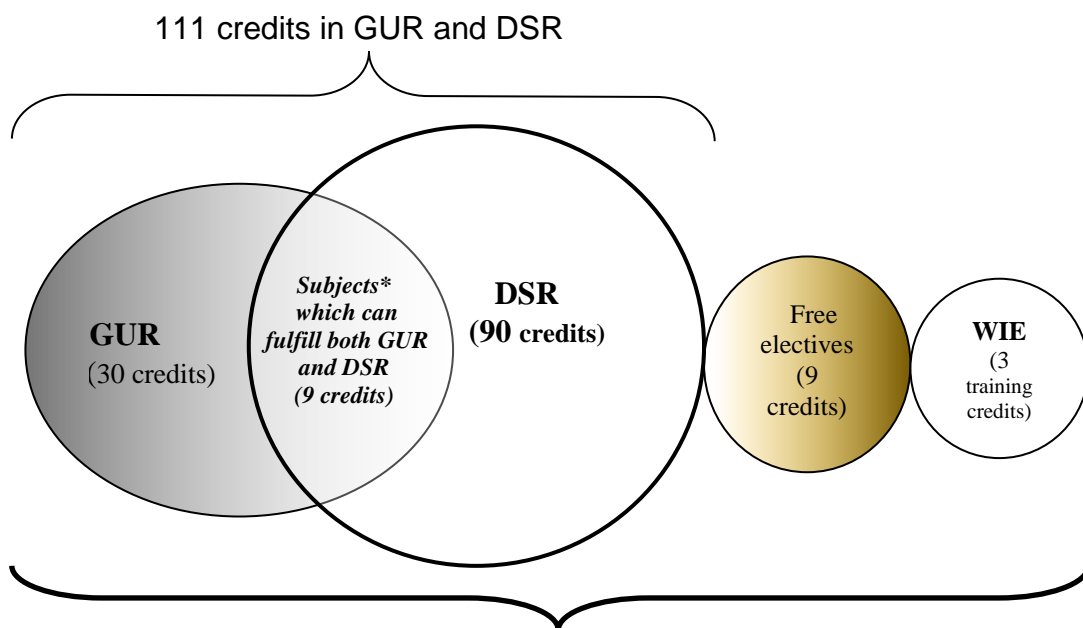 111 credits in GUR and DSR
GUR
(30 credits)
Subjects*
which can
fulfill both GUR
and DSR
(9 credits)
DSR
(90 credits)
Free
electives
(9
credits)
WIE
(3
training
credits)